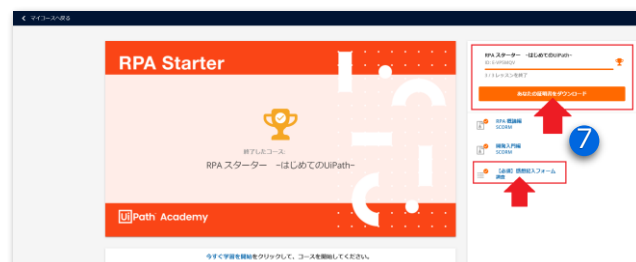 マイコースへ戻る
RPA Starter
終了したコース:
RPA スターター −はじめてのUiPath−
UiPath Academy
今すぐ学習を開始をクリックして、コースを開始してください。
RPA スターター −はじめてのUiPath−
3 / 3 レッスンを終了
あなたの証明書をダウンロード
RPA 概論編
SCORM
開発入門編
SCORM
【必須】
フォーム
調査
7